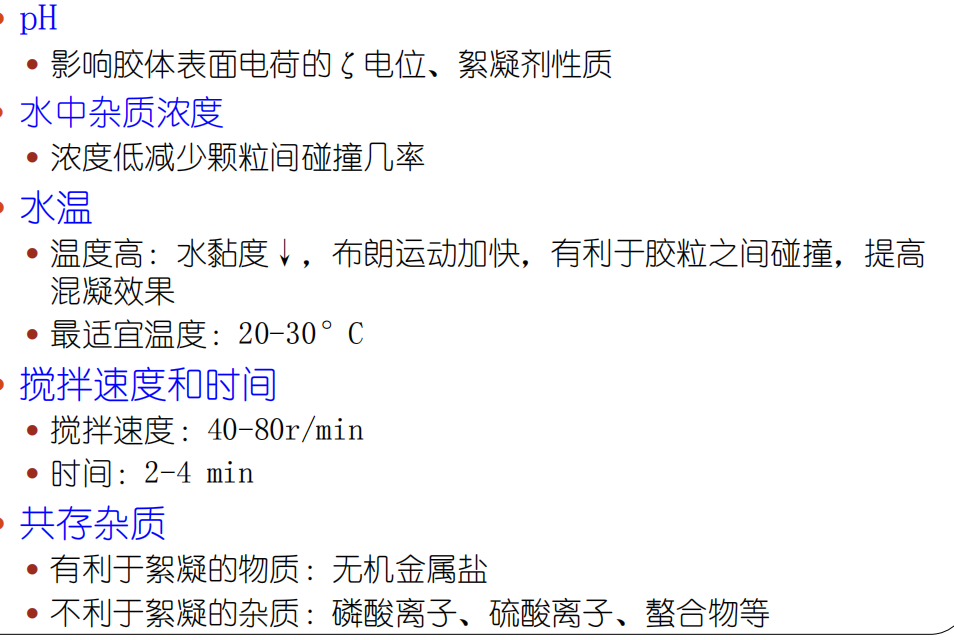 • pH
• 影响胶体表面电荷的ζ电位、絮凝剂性质
• 水中杂质浓度
• 浓度低减少颗粒间碰撞几率
• 水温
• 温度高：水黏度↓，布朗运动加快，有利于胶粒之间碰撞，提高
混凝效果
• 最适宜温度：20-30°C
• 搅拌速度和时间
• 搅拌速度：40-80r/min
• 时间：2-4 min
• 共存杂质
• 有利于絮凝的物质：无机金属盐
• 不利于絮凝的杂质：磷酸离子、硫酸离子、螯合物等